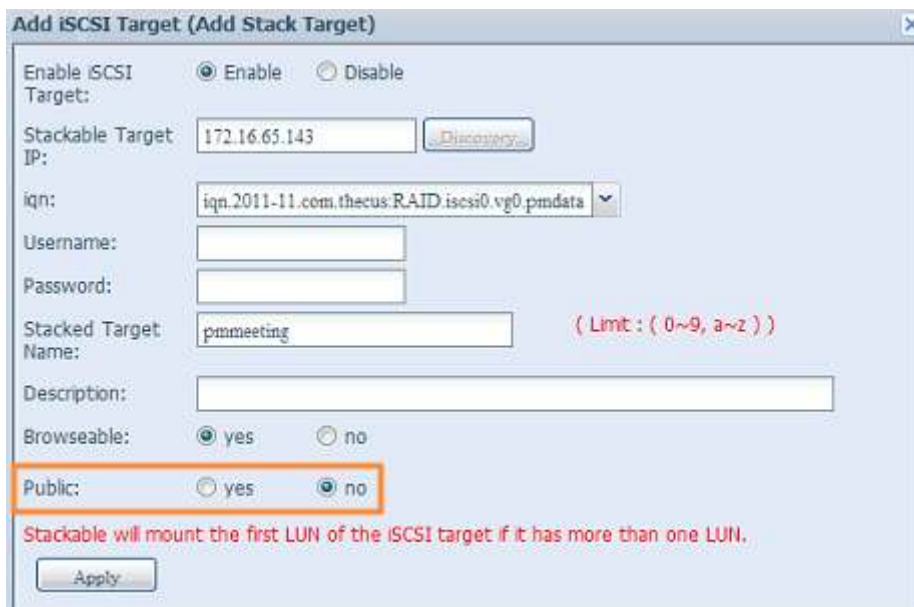 Add iSCSI Target (Add Stack Target)
Enable iSCSI Target: Enable Disable
Stackable Target IP: 172.16.65.143 Discovery
iqn: iqn.2011-11.com.thecus:RAID.iscsi0.vg0.pmdata
Username:
Password:
Stacked Target Name: pmmeeting ( Limit : ( 0~9, a~z ) )
Description:
Browseable: yes no
Public: yes no
Stackable will mount the first LUN of the iSCSI target if it has more than one LUN.
Apply